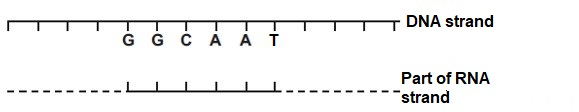 DNA strand
G G C A A T
Part of RNA
strand